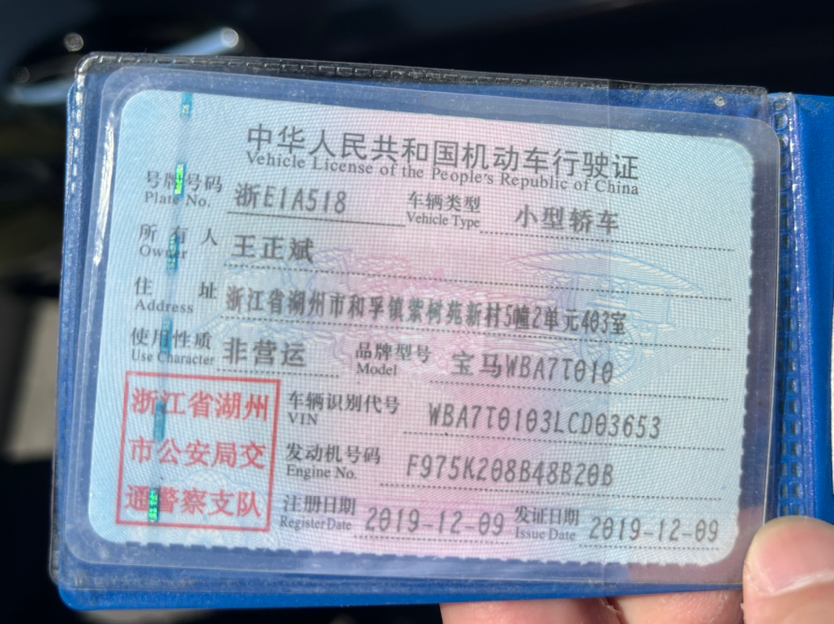 中华人民共和国机动车行驶证
Vehicle License of the People's Republic of China
号牌号码 浙E1A518 车辆类型 小型轿车
Plate No. Vehicle Type
所有人 王正斌
Owner
住址 浙江省湖州市和孚镇紫树苑新村5幢2单元403室
Address
使用性质 非营运 品牌型号 宝马WBA7T010
Use Character Model
浙江省湖州
市公安局交
通警察支队
车辆识别代号 WBA7T0103LCD03653
VIN
发动机号码 F975K208B48B20B
Engine No.
注册日期 2019-12-09 发证日期 2019-12-09
Register Date Issue Date